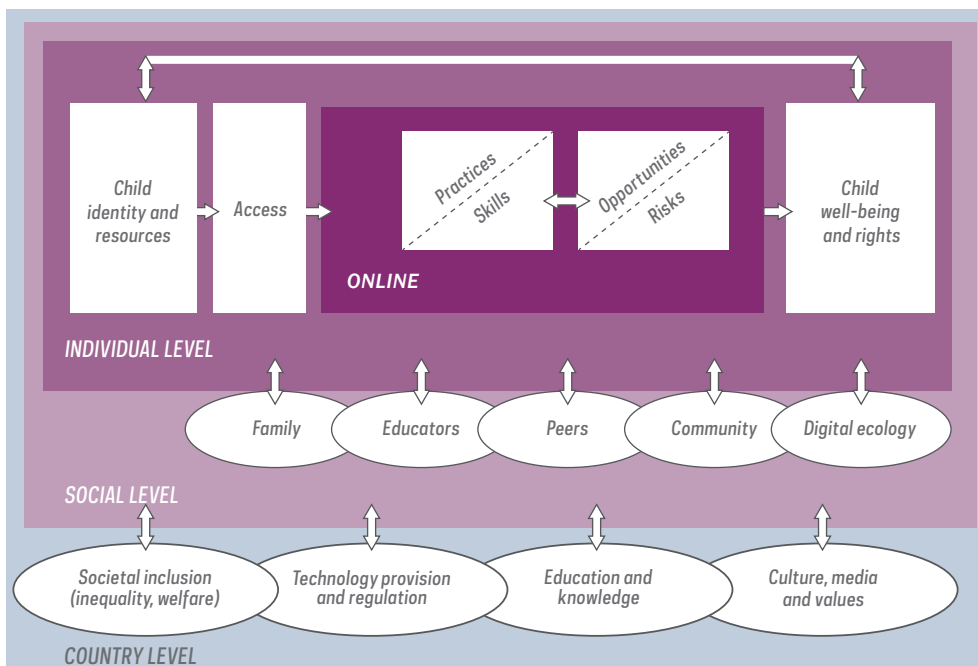 Child
identity and
resources
Access
Practices
Skills
Opportunities
Risks
Child
well-being
and rights
ONLINE
INDIVIDUAL LEVEL
Family
Educators
Peers
Community
Digital ecology
SOCIAL LEVEL
Societal inclusion
(inequality, welfare)
Technology provision
and regulation
Education and
knowledge
Culture, media
and values
COUNTRY LEVEL